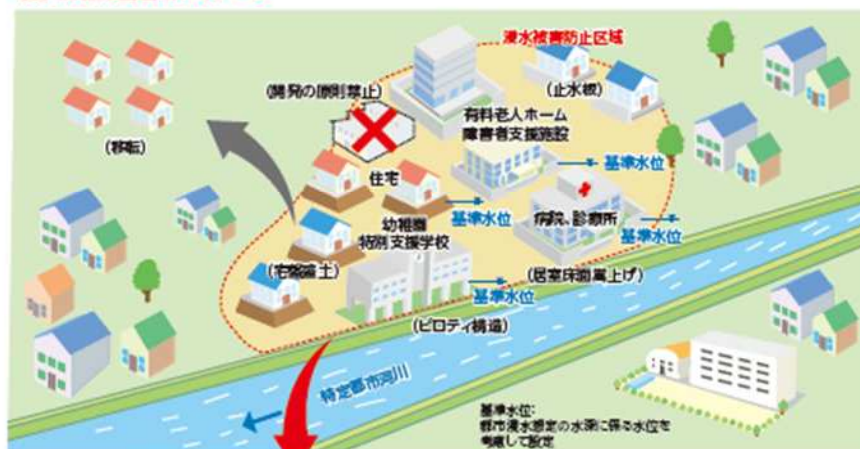 浸水被害防止区域
(開発の原則禁止)
(止水板)
有料老人ホーム
障害者支援施設
(移転)
基準水位
住宅
基準水位
病院、診療所
幼稚園
特別支援学校
基準水位
(宅盤嵩土)
(居室床面嵩上げ)
基準水位
(ピロティ構造)
特定都市河川
基準水位:
都市浸水想定の水深に係る水位を
考慮して設定